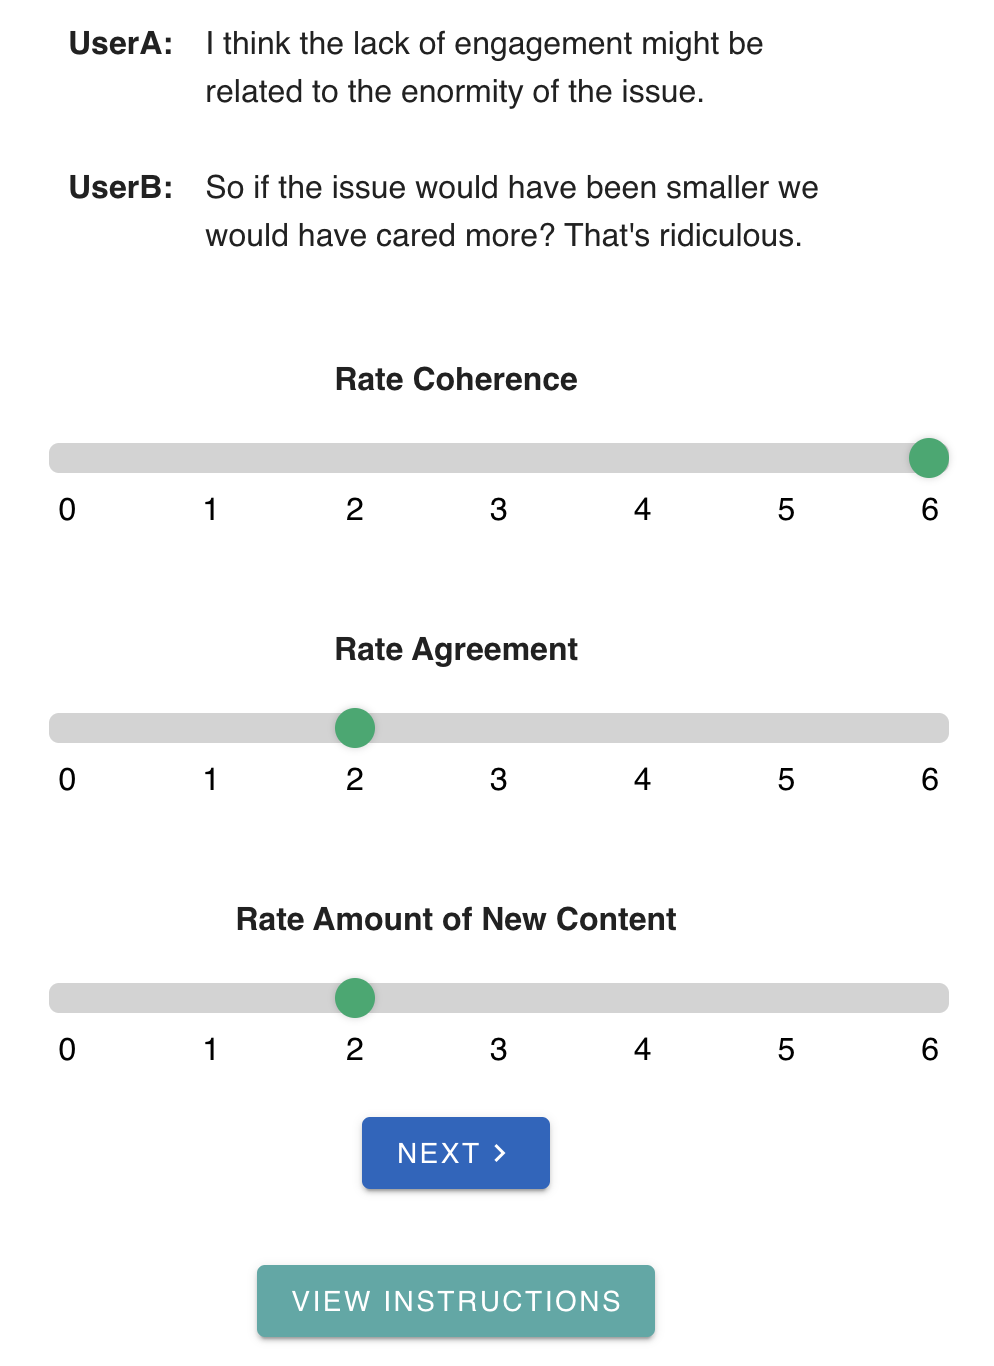 UserA: I think the lack of engagement might be
related to the enormity of the issue.
UserB: So if the issue would have been smaller we
would have cared more? That's ridiculous.
Rate Coherence
0 1 2 3 4 5 6
Rate Agreement
0 1 2 3 4 5 6
Rate Amount of New Content
0 1 2 3 4 5 6
NEXT >
VIEW INSTRUCTIONS